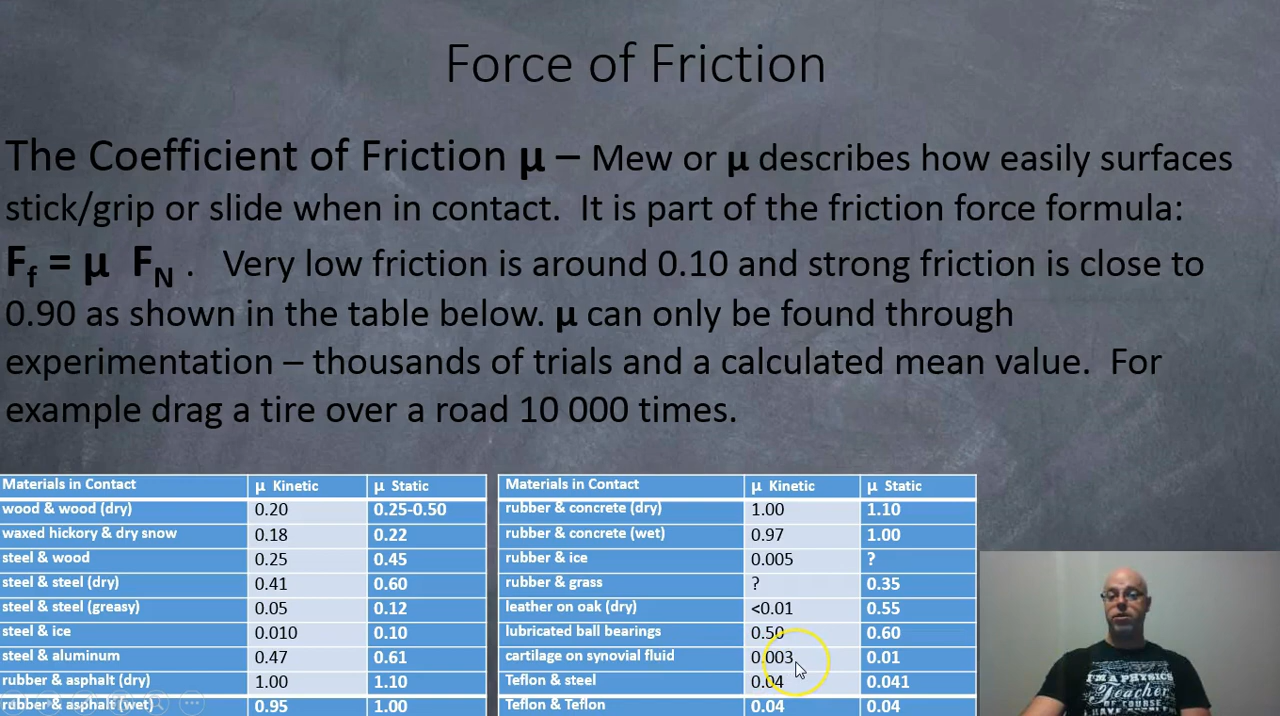 Force of Friction
The Coefficient of Friction μ – Mew or μ describes how easily surfaces
stick/grip or slide when in contact. It is part of the friction force formula:
Ff = μ FN . Very low friction is around 0.10 and strong friction is close to
0.90 as shown in the table below. μ can only be found through
experimentation – thousands of trials and a calculated mean value. For
example drag a tire over a road 10 000 times.
Materials in Contact μ Kinetic μ Static
wood & wood (dry) 0.20 0.25-0.50
waxed hickory & dry snow 0.18 0.22
steel & wood 0.25 0.45
steel & steel (dry) 0.41 0.60
steel & steel (greasy) 0.05 0.12
steel & ice 0.010 0.10
steel & aluminum 0.47 0.61
rubber & asphalt (dry) 1.00 1.10
rubber & asphalt (wet) 0.95 1.00
Materials in Contact μ Kinetic μ Static
rubber & concrete (dry) 1.00 1.10
rubber & concrete (wet) 0.97 1.00
rubber & ice 0.005 ?
rubber & grass ? 0.35
leather on oak (dry) <0.01 0.55
lubricated ball bearings 0.50 0.60
cartilage on synovial fluid 0.003 0.01
Teflon & steel 0.04 0.041
Teflon & Teflon 0.04 0.04
I'M A PHYSICS
Teacher
OF COURSE
I HAVE PROBLEMS